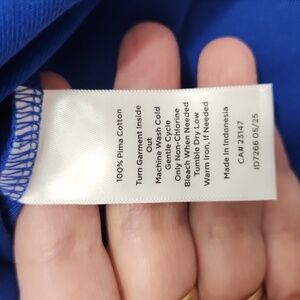 100% Pima Cotton
Turn Garment Inside
Out
Machine Wash Cold
Gentle Cycle
Only Non-Chlorine
Bleach When Needed
Tumble Dry Low
Warm Iron, If Needed
Made in Indonesia
CA# 23147
ID7266 05/25